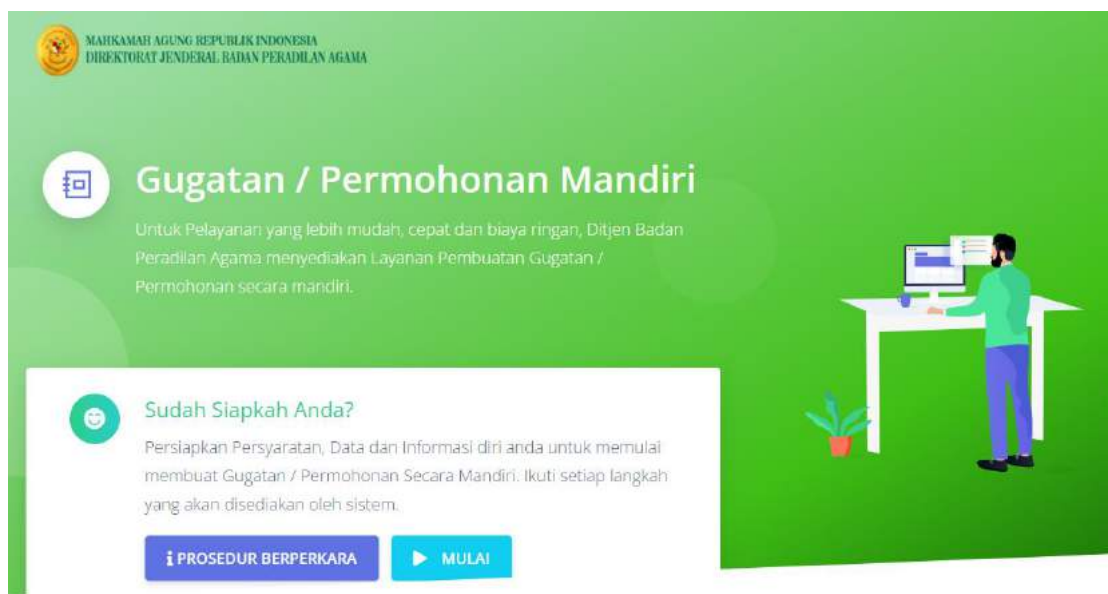 MAHKAMAH AGUNG REPUBLIK INDONESIA
DIREKTORAT JENDERAL BADAN PERADILAN AGAMA
Gugatan / Permohonan Mandiri
Untuk Pelayanan yang lebih mudah, cepat dan biaya ringan, Ditjen Badan
Peradilan Agama menyediakan Layanan Pembuatan Gugatan /
Permohonan secara mandiri.
Sudah Siapkah Anda?
Persiapkan Persyaratan, Data dan Informasi diri anda untuk memulai
membuat Gugatan / Permohonan Secara Mandiri. Ikuti setiap langkah
yang akan disediakan oleh sistem.
PROSEDUR BERPERKARA
MULAI